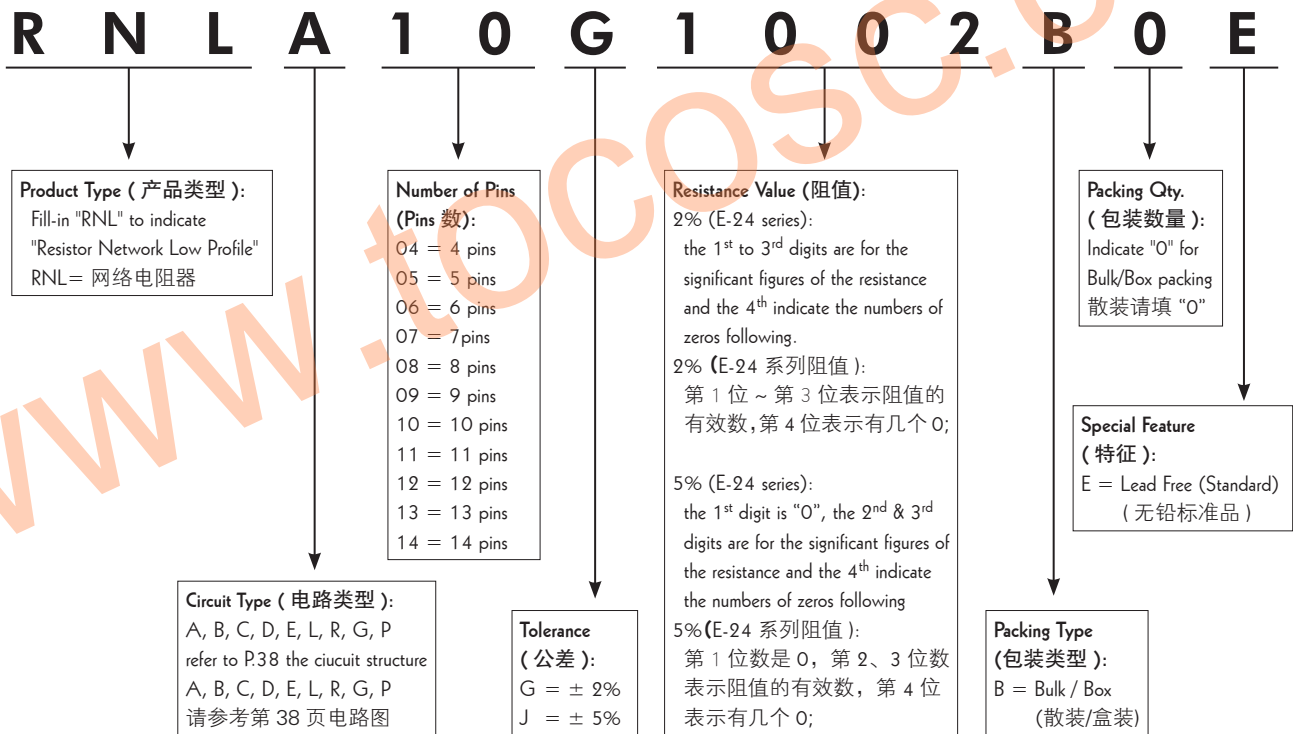 R N L A 1 0 G 1 0 0 2 B 0 E
Product Type ( 产品类型 ):
Fill-in "RNL" to indicate
"Resistor Network Low Profile"
RNL= 网络电阻器
Circuit Type ( 电路类型 ):
A, B, C, D, E, L, R, G, P
refer to P.38 the ciucuit structure
A, B, C, D, E, L, R, G, P
请参考第 38 页电路图
Number of Pins
(Pins 数):
04 = 4 pins
05 = 5 pins
06 = 6 pins
07 = 7pins
08 = 8 pins
09 = 9 pins
10 = 10 pins
11 = 11 pins
12 = 12 pins
13 = 13 pins
14 = 14 pins
Tolerance
( 公差 ):
G = ± 2%
J = ± 5%
Resistance Value (阻值):
2% (E-24 series):
the 1st to 3rd digits are for the
significant figures of the resistance
and the 4th indicate the numbers of
zeros following.
2% (E-24 系列阻值 ):
第 1 位 ~ 第 3 位表示阻值的
有效数，第 4 位表示有几个 0;
5% (E-24 series):
the 1st digit is “0”, the 2nd & 3rd
digits are for the significant figures of
the resistance and the 4th indicate
the numbers of zeros following
5%(E-24 系列阻值 ):
第 1 位数是 0，第 2、3 位数
表示阻值的有效数，第 4 位
表示有几个 0;
Packing Type
(包装类型 ):
B = Bulk / Box
(散装/盒装)
Packing Qty.
( 包装数量 ):
Indicate "0" for
Bulk/Box packing
散装请填 “0”
Special Feature
( 特征 ):
E = Lead Free (Standard)
( 无铅标准品 )
www.tocosc.c